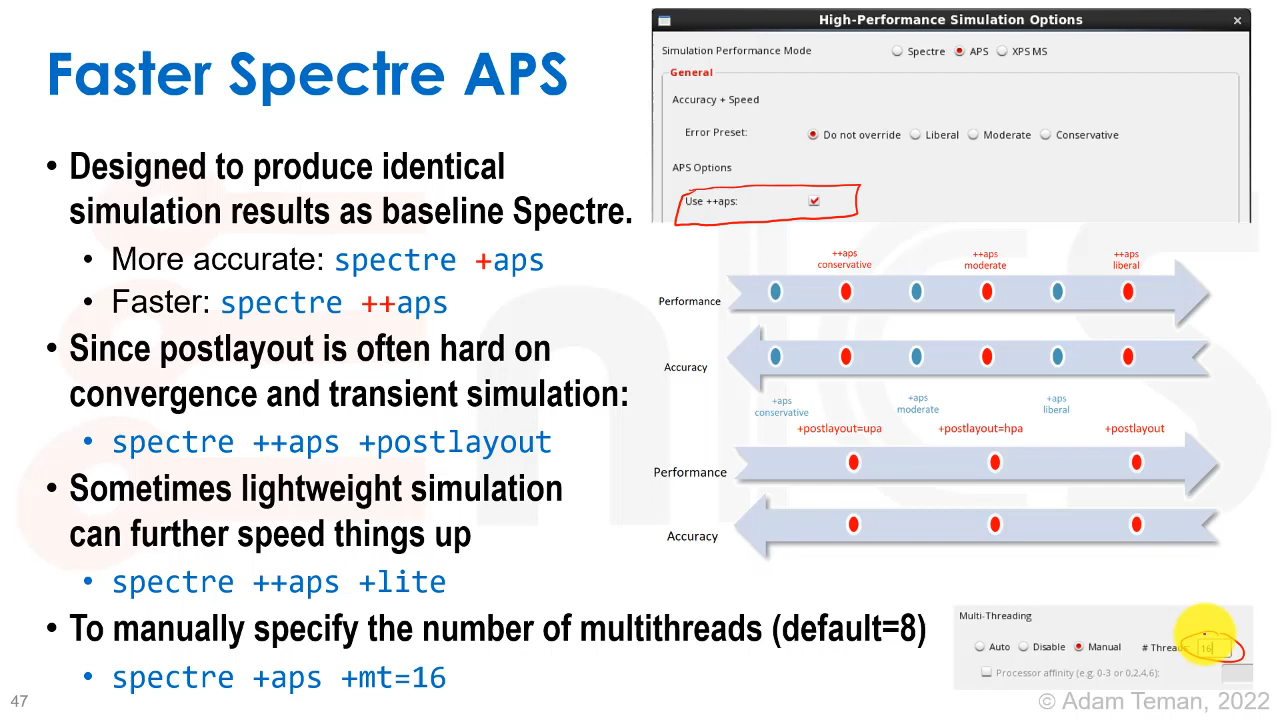 Faster Spectre APS
• Designed to produce identical
simulation results as baseline Spectre.
• More accurate: spectre +aps
• Faster: spectre ++aps
• Since postlayout is often hard on
convergence and transient simulation:
• spectre ++aps +postlayout
• Sometimes lightweight simulation
can further speed things up
• spectre ++aps +lite
• To manually specify the number of multithreads (default=8)
• spectre +aps +mt=16
High-Performance Simulation Options
Simulation Performance Mode Spectre APS XPS MS
General
Accuracy + Speed
Error Preset: Do not override Liberal Moderate Conservative
APS Options
Use ++aps:
++aps conservative
++aps moderate
++aps liberal
Performance
Accuracy
+aps conservative
+aps moderate
+aps liberal
+postlayout=upa +postlayout=hpa +postlayout
Performance
Accuracy
Multi-Threading
Auto Disable Manual # Threads: 16
Processor affinity (e.g. 0-3 or 0,2,4,6):
47
© Adam Teman, 2022